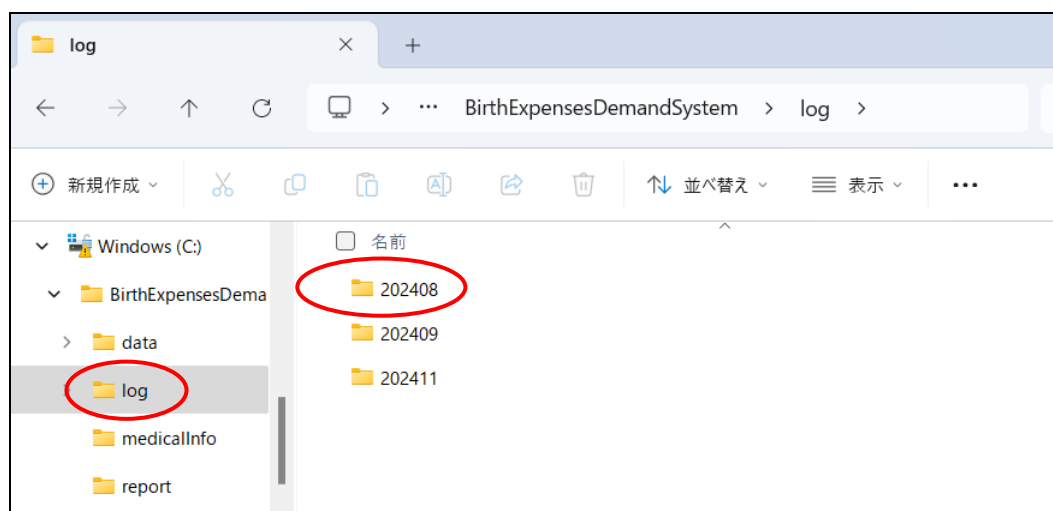 log
BirthExpensesDemandSystem > log >
新規作成 並べ替え 表示
Windows (C:)
BirthExpensesDema
data
log
medicalInfo
report
名前
202408
202409
202411